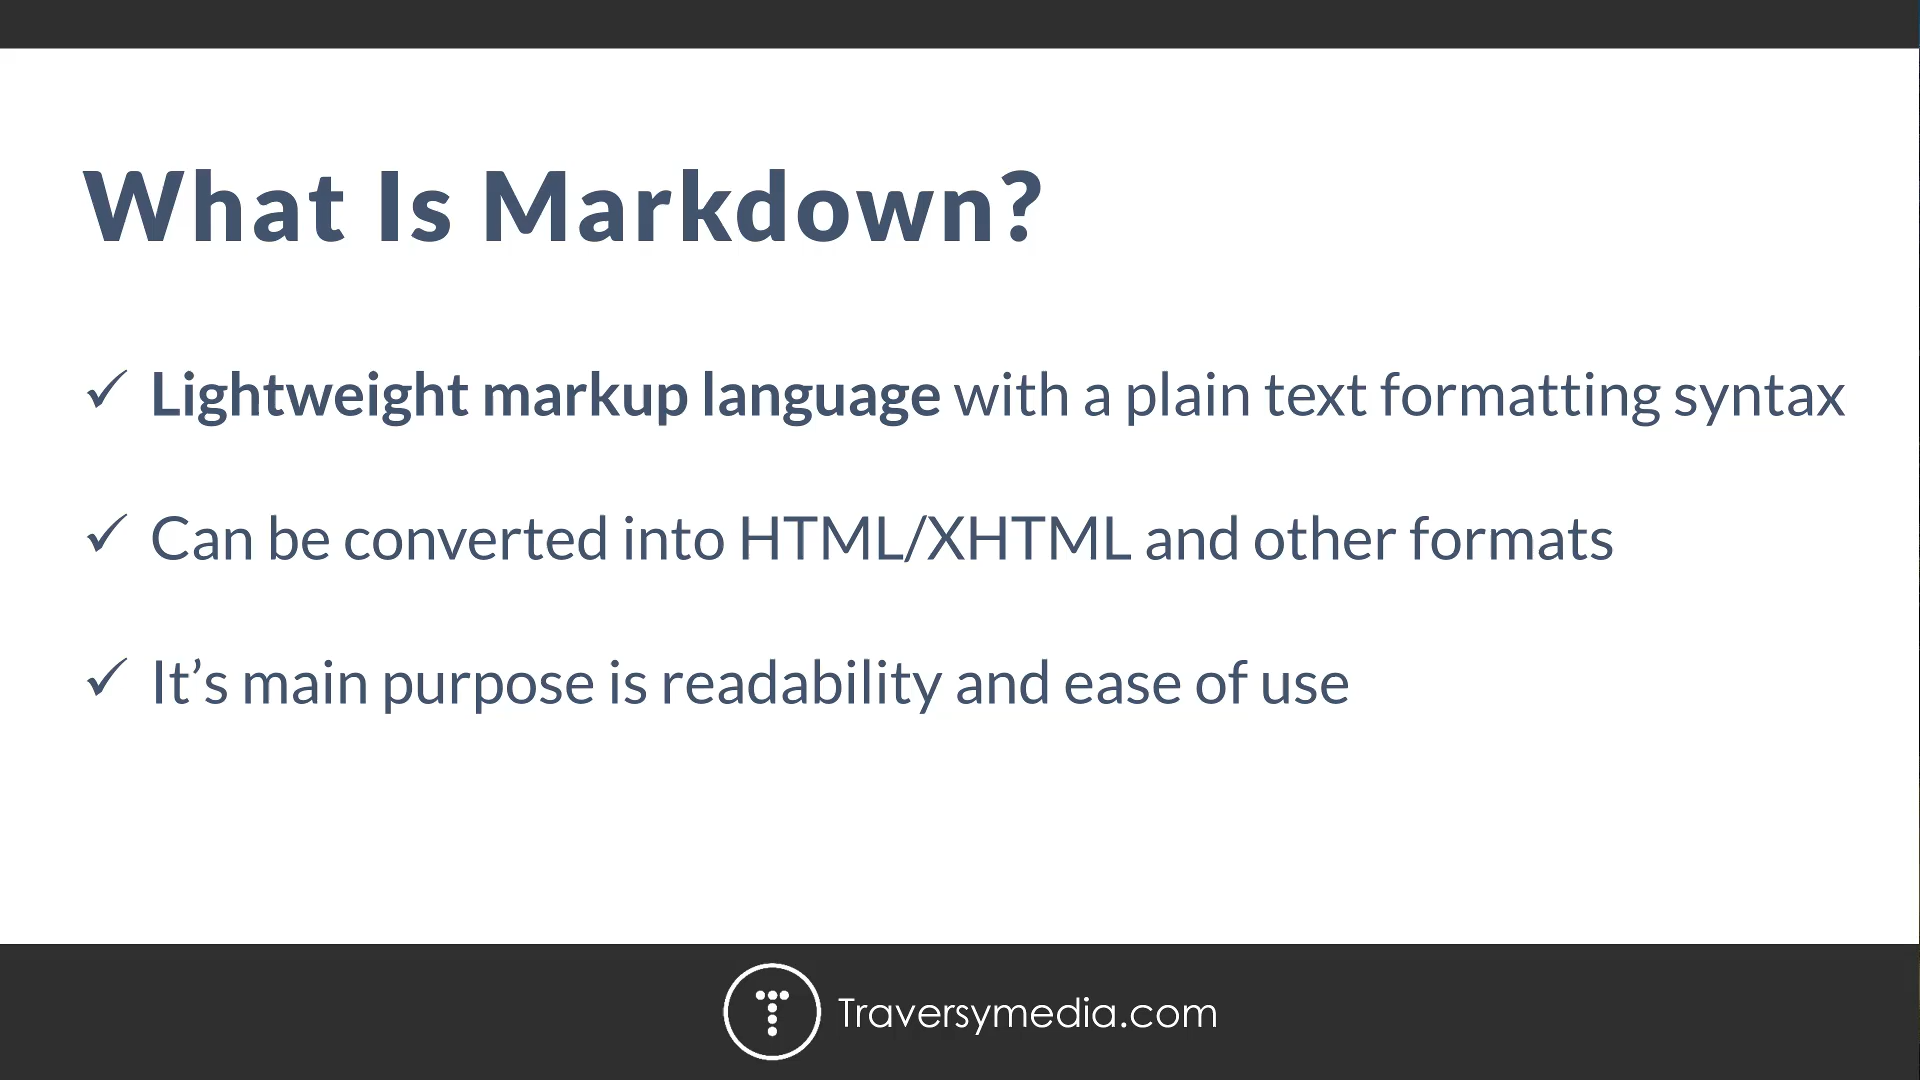 What Is Markdown?
✓ Lightweight markup language with a plain text formatting syntax
✓ Can be converted into HTML/XHTML and other formats
✓ It’s main purpose is readability and ease of use
T Traversymedia.com